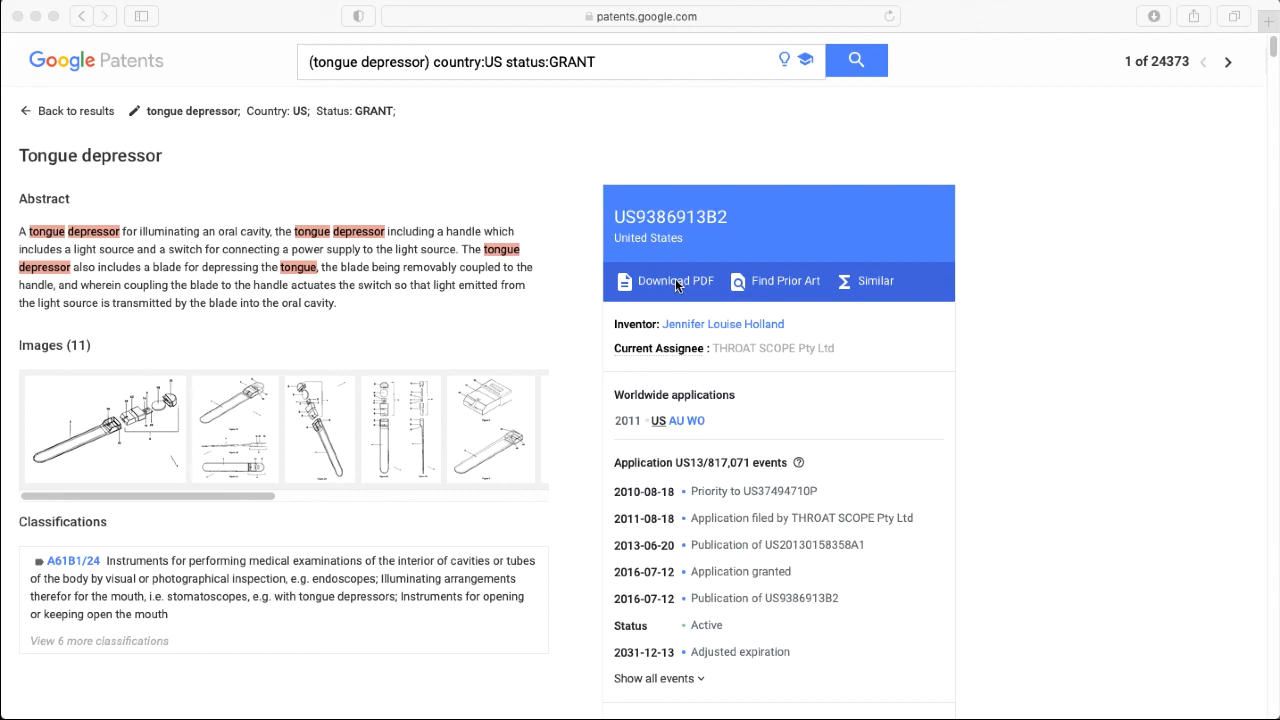 patents.google.com
Google Patents
(tongue depressor) country:US status:GRANT
1 of 24373
Back to results
tongue depressor; Country: US; Status: GRANT;
Tongue depressor
Abstract
A tongue depressor for illuminating an oral cavity, the tongue depressor including a handle which
includes a light source and a switch for connecting a power supply to the light source. The tongue
depressor also includes a blade for depressing the tongue, the blade being removably coupled to the
handle, and wherein coupling the blade to the handle actuates the switch so that light emitted from
the light source is transmitted by the blade into the oral cavity.
Images (11)
Classifications
A61B1/24 Instruments for performing medical examinations of the interior of cavities or tubes
of the body by visual or photographical inspection, e.g. endoscopes; Illuminating arrangements
therefor for the mouth, i.e. stomatoscopes, e.g. with tongue depressors; Instruments for opening
or keeping open the mouth
View 6 more classifications
US9386913B2
United States
Download PDF Find Prior Art Similar
Inventor: Jennifer Louise Holland
Current Assignee : THROAT SCOPE Pty Ltd
Worldwide applications
2011 US AU WO
Application US13/817,071 events
2010-08-18 • Priority to US37494710P
2011-08-18 • Application filed by THROAT SCOPE Pty Ltd
2013-06-20 • Publication of US20130158358A1
2016-07-12 • Application granted
2016-07-12 • Publication of US9386913B2
Status • Active
2031-12-13 • Adjusted expiration
Show all events